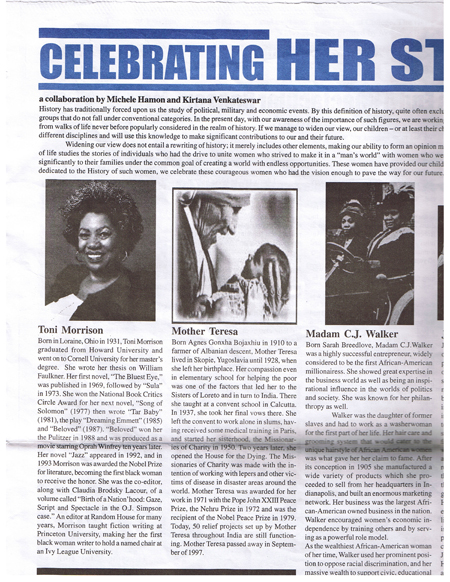 CELEBRATING HER ST
a collaboration by Michele Hamon and Kirtana Venkateswar
History has traditionally forced upon us the study of political, military and economic events. By this definition of history, quite often excl
groups that do not fall under conventional categories. In the present day, with our awareness of the importance of such figures, we are workin
from walks of life never before popularly considered in the realm of history. If we manage to widen our view, our children – or at least their ch
different disciplines and will use this knowledge to make significant contributions to our and their future.
Widening our view does not entail a rewriting of history; it merely includes other elements, making our ability to form an opinion m
of life studies the stories of individuals who had the drive to unite women who strived to make it in a "man's world" with women who we
significantly to their families under the common goal of creating a world with endless opportunities. These women have provided our child
dedicated to the History of such women, we celebrate these courageous women who had the vision enough to pave the way for our future.
Toni Morrison
Born in Loraine, Ohio in 1931, Toni Morrison
graduated from Howard University and
went on to Cornell University for her master's
degree. She wrote her thesis on William
Faulkner. Her first novel, "The Bluest Eye,"
was published in 1969, followed by "Sula"
in 1973. She won the National Book Critics
Circle Award for her next novel, "Song of
Solomon" (1977) then wrote "Tar Baby"
(1981), the play "Dreaming Emmett" (1985)
and "Beloved" (1987). "Beloved" won her
the Pulitzer in 1988 and was produced as a
movie starring Oprah Winfrey ten years later.
Her novel "Jazz" appeared in 1992, and in
1993 Morrison was awarded the Nobel Prize
for literature, becoming the first black woman
to receive the honor. She was the co-editor,
along with Claudia Brodsky Lacour, of a
volume called "Birth of a Nation'hood: Gaze,
Script and Spectacle in the O.J. Simpson
case." An editor at Random House for many
years, Morrison taught fiction writing at
Princeton University, making her the first
black woman writer to hold a named chair at
an Ivy League University.
Mother Teresa
Born Agnes Gonxha Bojaxhiu in 1910 to a
farmer of Albanian descent, Mother Teresa
lived in Skopje, Yugoslavia until 1928, when
she left her birthplace. Her compassion even
in elementary school for helping the poor
was one of the factors that led her to the
Sisters of Loreto and in turn to India. There
she taught at a convent school in Calcutta.
In 1937, she took her final vows there. She
left the convent to work alone in slums, hav-
ing received some medical training in Paris,
and started her sisterhood, the Missionar-
ies of Charity in 1950. Two years later, she
opened the House for the Dying. The Mis-
sionaries of Charity was made with the in-
tention of working with lepers and other vic-
tims of disease in disaster areas around the
world. Mother Teresa was awarded for her
work in 1971 with the Pope John XXIII Peace
Prize, the Nehru Prize in 1972 and was the
recipient of the Nobel Peace Prize in 1979.
Today, 50 relief projects set up by Mother
Teresa throughout India are still function-
ing. Mother Teresa passed away in Septem-
ber of 1997.
Madam C.J. Walker
Born Sarah Breedlove, Madam C.J.Walker
was a highly successful entrepreneur, widely
considered to be the first African-American
millionairess. She showed great expertise in
the business world as well as being an inspi-
rational influence in the worlds of politics
and society. She was known for her philan-
thropy as well.
Walker was the daughter of former
slaves and had to work as a washerwoman
for the first part of her life. Her hair care and
grooming system that would cater to the
unique hairstyle of African American women
was what gave her her claim to fame. After
its conception in 1905 she manufactured a
wide variety of products which she pro-
ceeded to sell from her headquarters in In-
dianapolis, and built an enormous marketing
network. Her business was the largest Afri-
can-American owned business in the nation.
Walker encouraged women's economic in-
dependence by training others and by serv-
ing as a powerful role model.
As the wealthiest African-American woman
of her time, Walker used her prominent posi-
tion to oppose racial discrimination, and her
massive wealth to support civic, educational